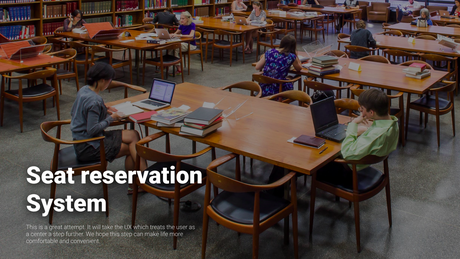 Seat reservation
System
This is a great attempt. It will take the UX which treats the user as
a center a step further. We hope this step can make life more
comfortable and convenient.